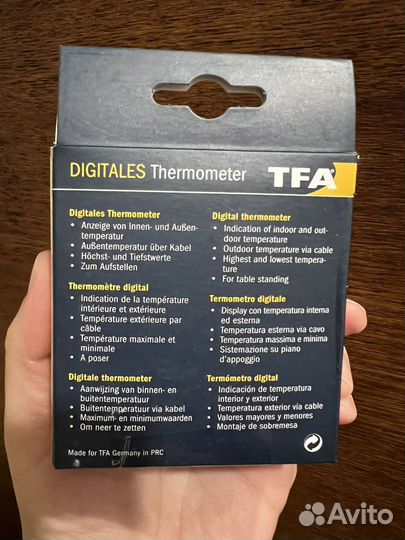 DIGITALES Thermometer
TFA
Digitales Thermometer
• Anzeige von Innen- und Außen-
temperatur
• Außentemperatur über Kabel
• Höchst- und Tiefstwerte
• Zum Aufstellen
Thermomètre digital
• Indication de la température
intérieure et extérieure
• Température extérieure par
câble
• Température maximale et
minimale
• A poser
Digitale thermometer
• Aanwijzing van binnen- en
buitentemperatuur
• Buitentemperatuur via kabel
• Maximum- en minimumwaarden
• Om neer te zetten
Digital thermometer
• Indication of indoor and out-
door temperature
• Outdoor temperature via cable
• Highest and lowest tempera-
ture
• For table standing
Termometro digitale
• Display con temperatura interna
ed esterna
• Temperatura esterna via cavo
• Temperatura massima e minima
• Sistemazione su piano
d'appoggio
Termómetro digital
• Indicación de temperatura
interior y exterior
• Temperatura exterior via cable
• Valores mayores y menores
• Montaje de sobremesa
Made for TFA Germany in PRC
Avito